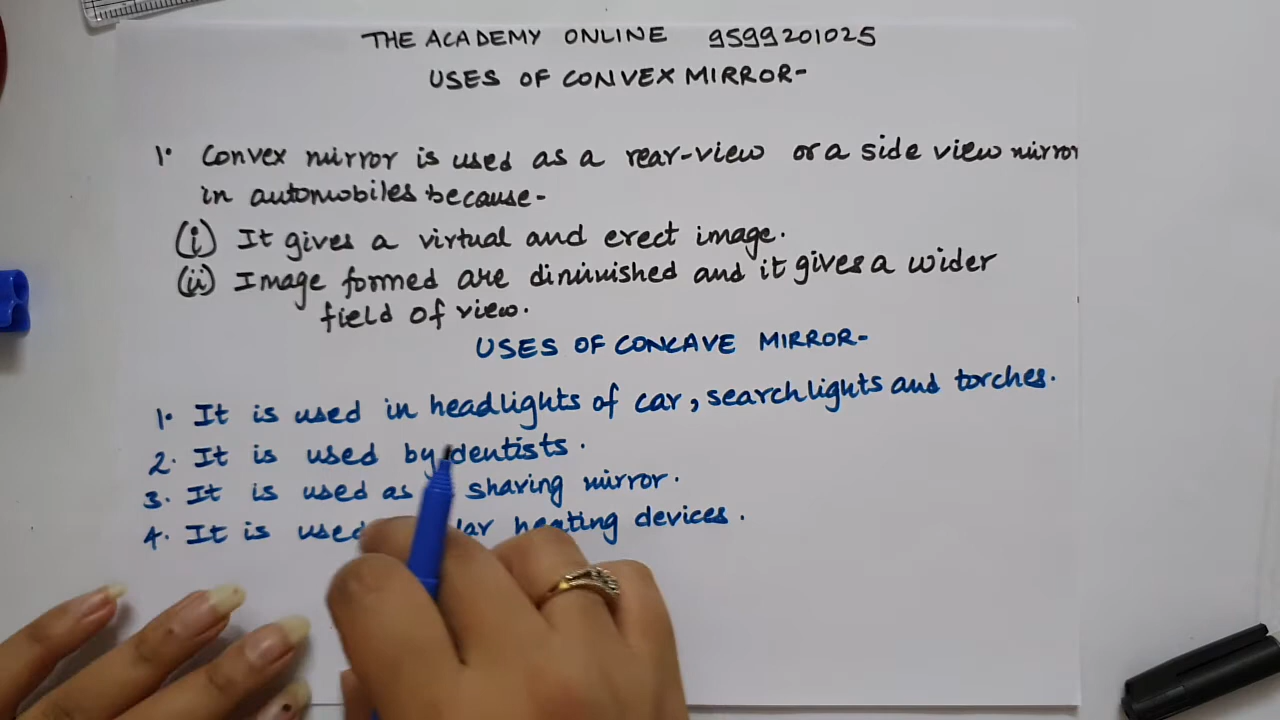 THE ACADEMY ONLINE 9599201025
USES OF CONVEX MIRROR-
1. Convex mirror is used as a rear-view or a side view mirror
in automobiles because-
(i) It gives a virtual and erect image.
(ii) Image formed are diminished and it gives a wider
field of view.
USES OF CONCAVE MIRROR-
1. It is used in headlights of car, searchlights and torches.
2. It is used by dentists.
3. It is used as shaving mirror.
4. It is used heating devices.